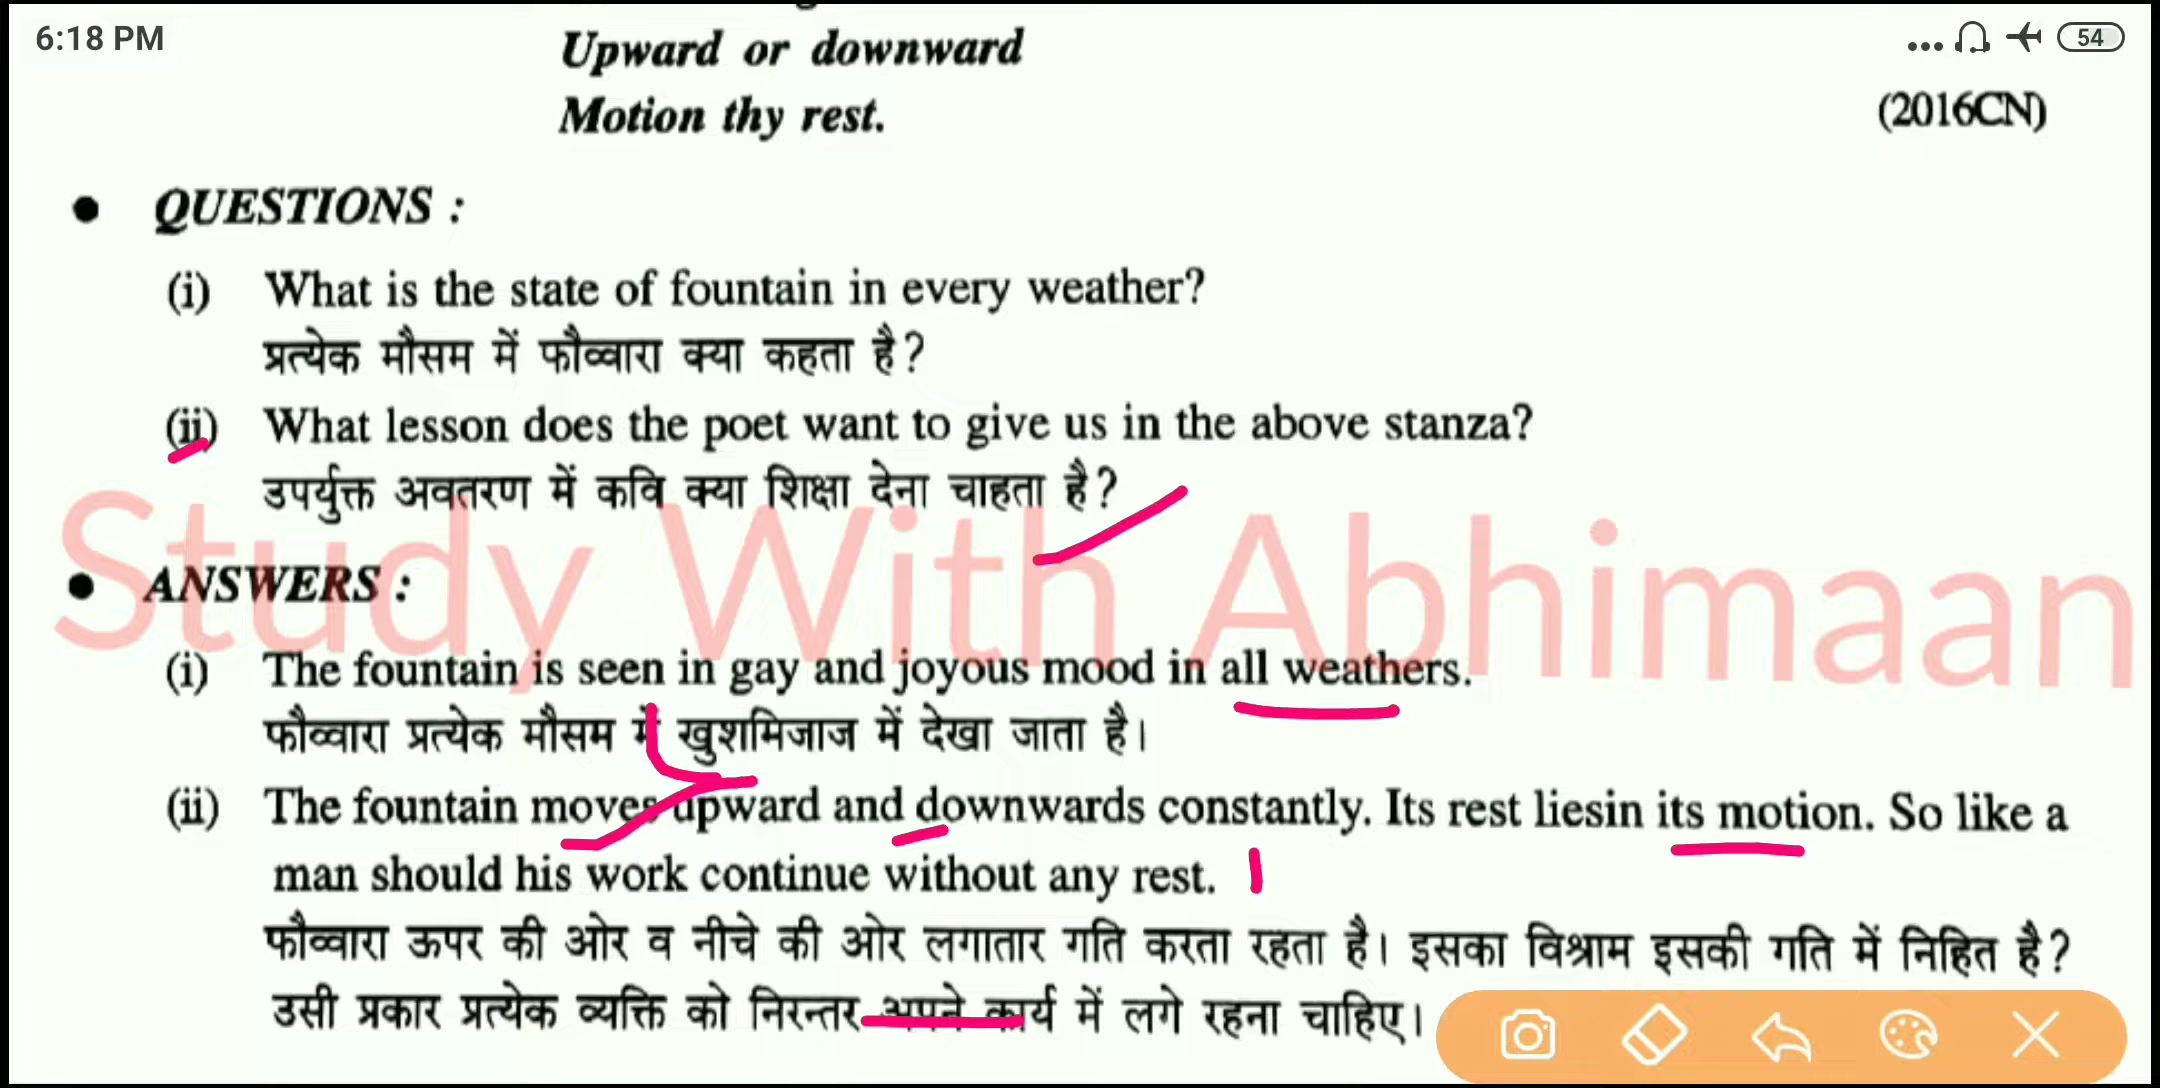 6:18 PM
54
Upward or downward
Motion thy rest.
(2016CN)
• QUESTIONS :
(i) What is the state of fountain in every weather?
प्रत्येक मौसम में फौव्वारा क्या कहता है?
(ii) What lesson does the poet want to give us in the above stanza?
उपर्युक्त अवतरण में कवि क्या शिक्षा देना चाहता है?
Study With Abhimaan
• ANSWERS :
(i) The fountain is seen in gay and joyous mood in all weathers.
फौव्वारा प्रत्येक मौसम में खुशमिजाज में देखा जाता है।
(ii) The fountain moves upward and downwards constantly. Its rest liesin its motion. So like a
man should his work continue without any rest.
फौव्वारा ऊपर की ओर व नीचे की ओर लगातार गति करता रहता है। इसका विश्राम इसकी गति में निहित है?
उसी प्रकार प्रत्येक व्यक्ति को निरन्तर अपने कार्य में लगे रहना चाहिए।